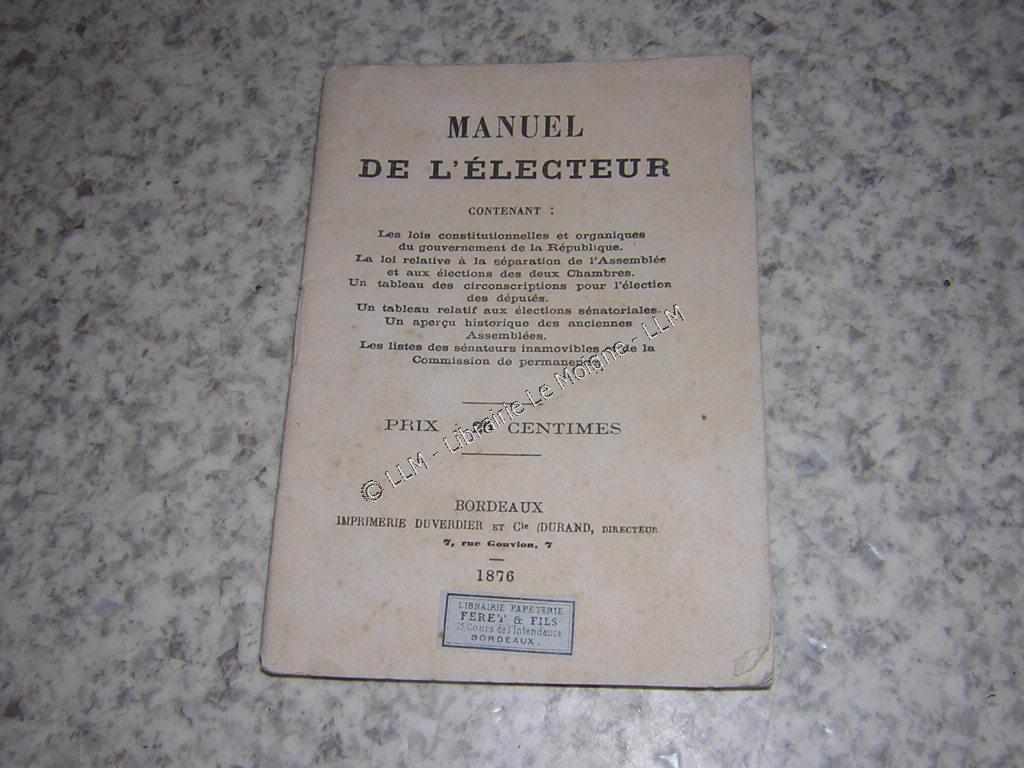 MANUEL
DE L'ÉLECTEUR
CONTENANT :
Les lois constitutionnelles et organiques
du gouvernement de la République.
La loi relative à la séparation de l'Assemblée
et aux élections des deux Chambres.
Un tableau des circonscriptions pour l'élection
des députés.
Un tableau relatif aux élections sénatoriales.
Un aperçu historique des anciennes
Assemblées.
Les listes des sénateurs inamovibles et de la
Commission de permanence.
PRIX : CENTIMES
© LLM - Librairie Le Moigne - LLM
BORDEAUX
IMPRIMERIE DUVERDIER ET Cie (DURAND, DIRECTEUR
7, rue Gouvion, 7
1876
LIBRAIRIE PAPETERIE
FERET & FILS
15, Cours de l'Intendance
BORDEAUX.